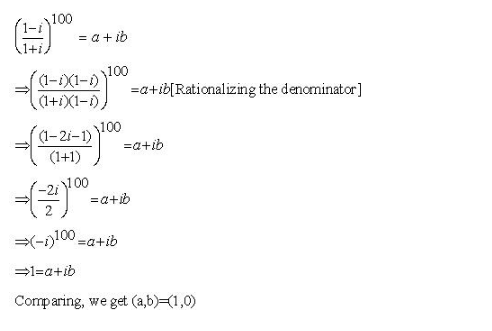 ((1−i)/(1+i))^100 = a + ib
⇒((1−i)(1−i)/(1+i)(1−i))^100 =a+ib[Rationalizing the denominator]
⇒((1−2i−1)/(1+1))^100 =a+ib
⇒(−2i/2)^100 =a+ib
⇒(−i)^100 =a+ib
⇒1=a+ib
Comparing, we get (a,b)=(1,0)